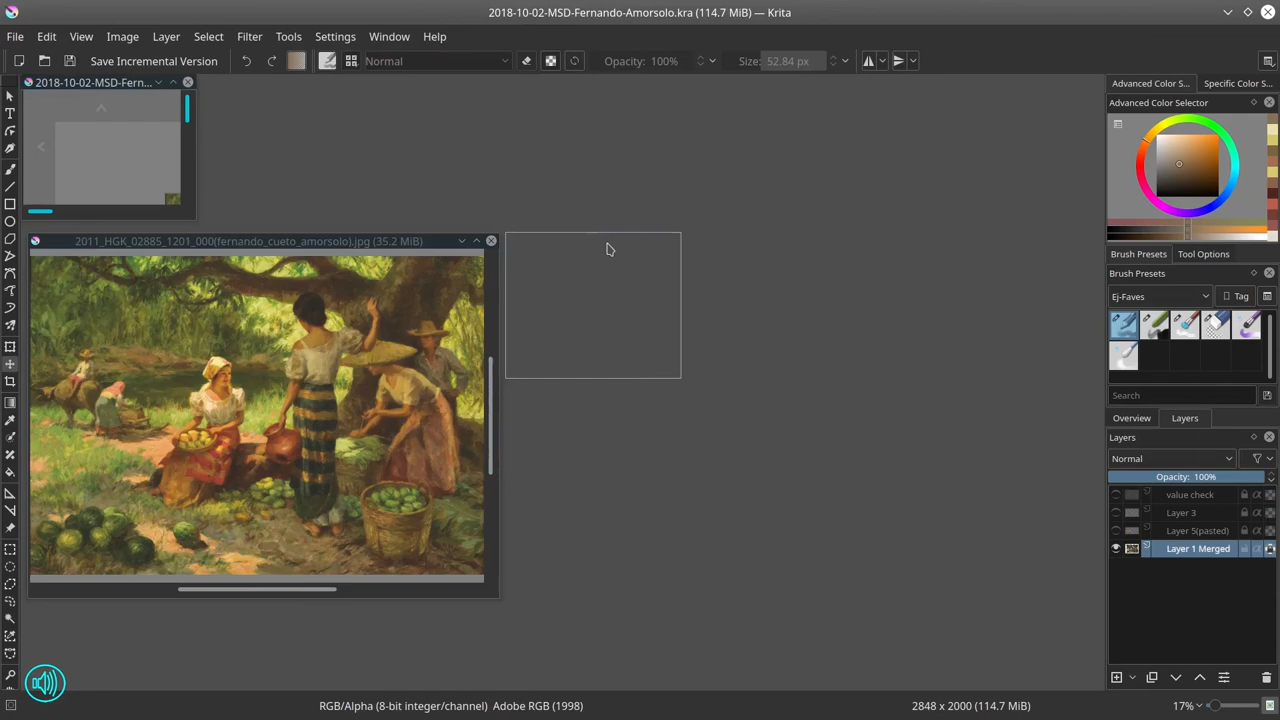 2018-10-02-MSD-Fernando-Amorsolo.kra (114.7 MiB) — Krita
File Edit View Image Layer Select Filter Tools Settings Window Help
Save Incremental Version Normal Opacity: 100% Size: 52.84 px
2018-10-02-MSD-Fern...
Advanced Color S... Specific Color S...
Advanced Color Selector
2011_HGK_02885_1201_000(fernando_cueto_amorsolo).jpg (35.2 MiB)
Brush Presets Tool Options
Brush Presets
Ej-Faves Tag
Search
Overview Layers
Layers
Normal
Opacity: 100%
value check
Layer 3
Layer 5(pasted)
Layer 1 Merged
RGB/Alpha (8-bit integer/channel) Adobe RGB (1998) 2848 x 2000 (114.7 MiB) 17%